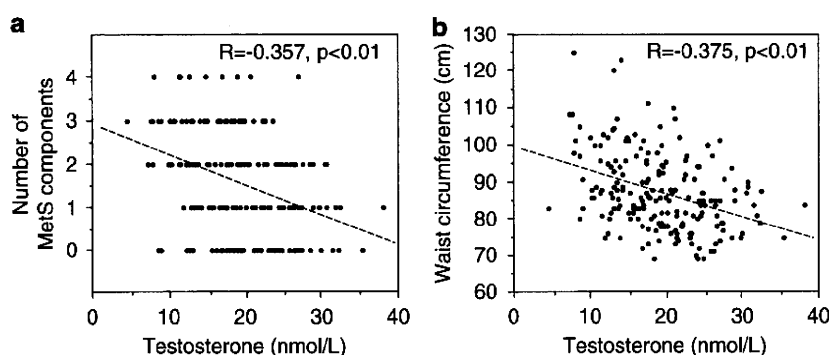 a
R=-0.357, p<0.01
Number of
MetS components
4
3
2
1
0
0 10 20 30 40
Testosterone (nmol/L)
b
R=-0.375, p<0.01
Waist circumference (cm)
130
120
110
100
90
80
70
60
0 10 20 30 40
Testosterone (nmol/L)